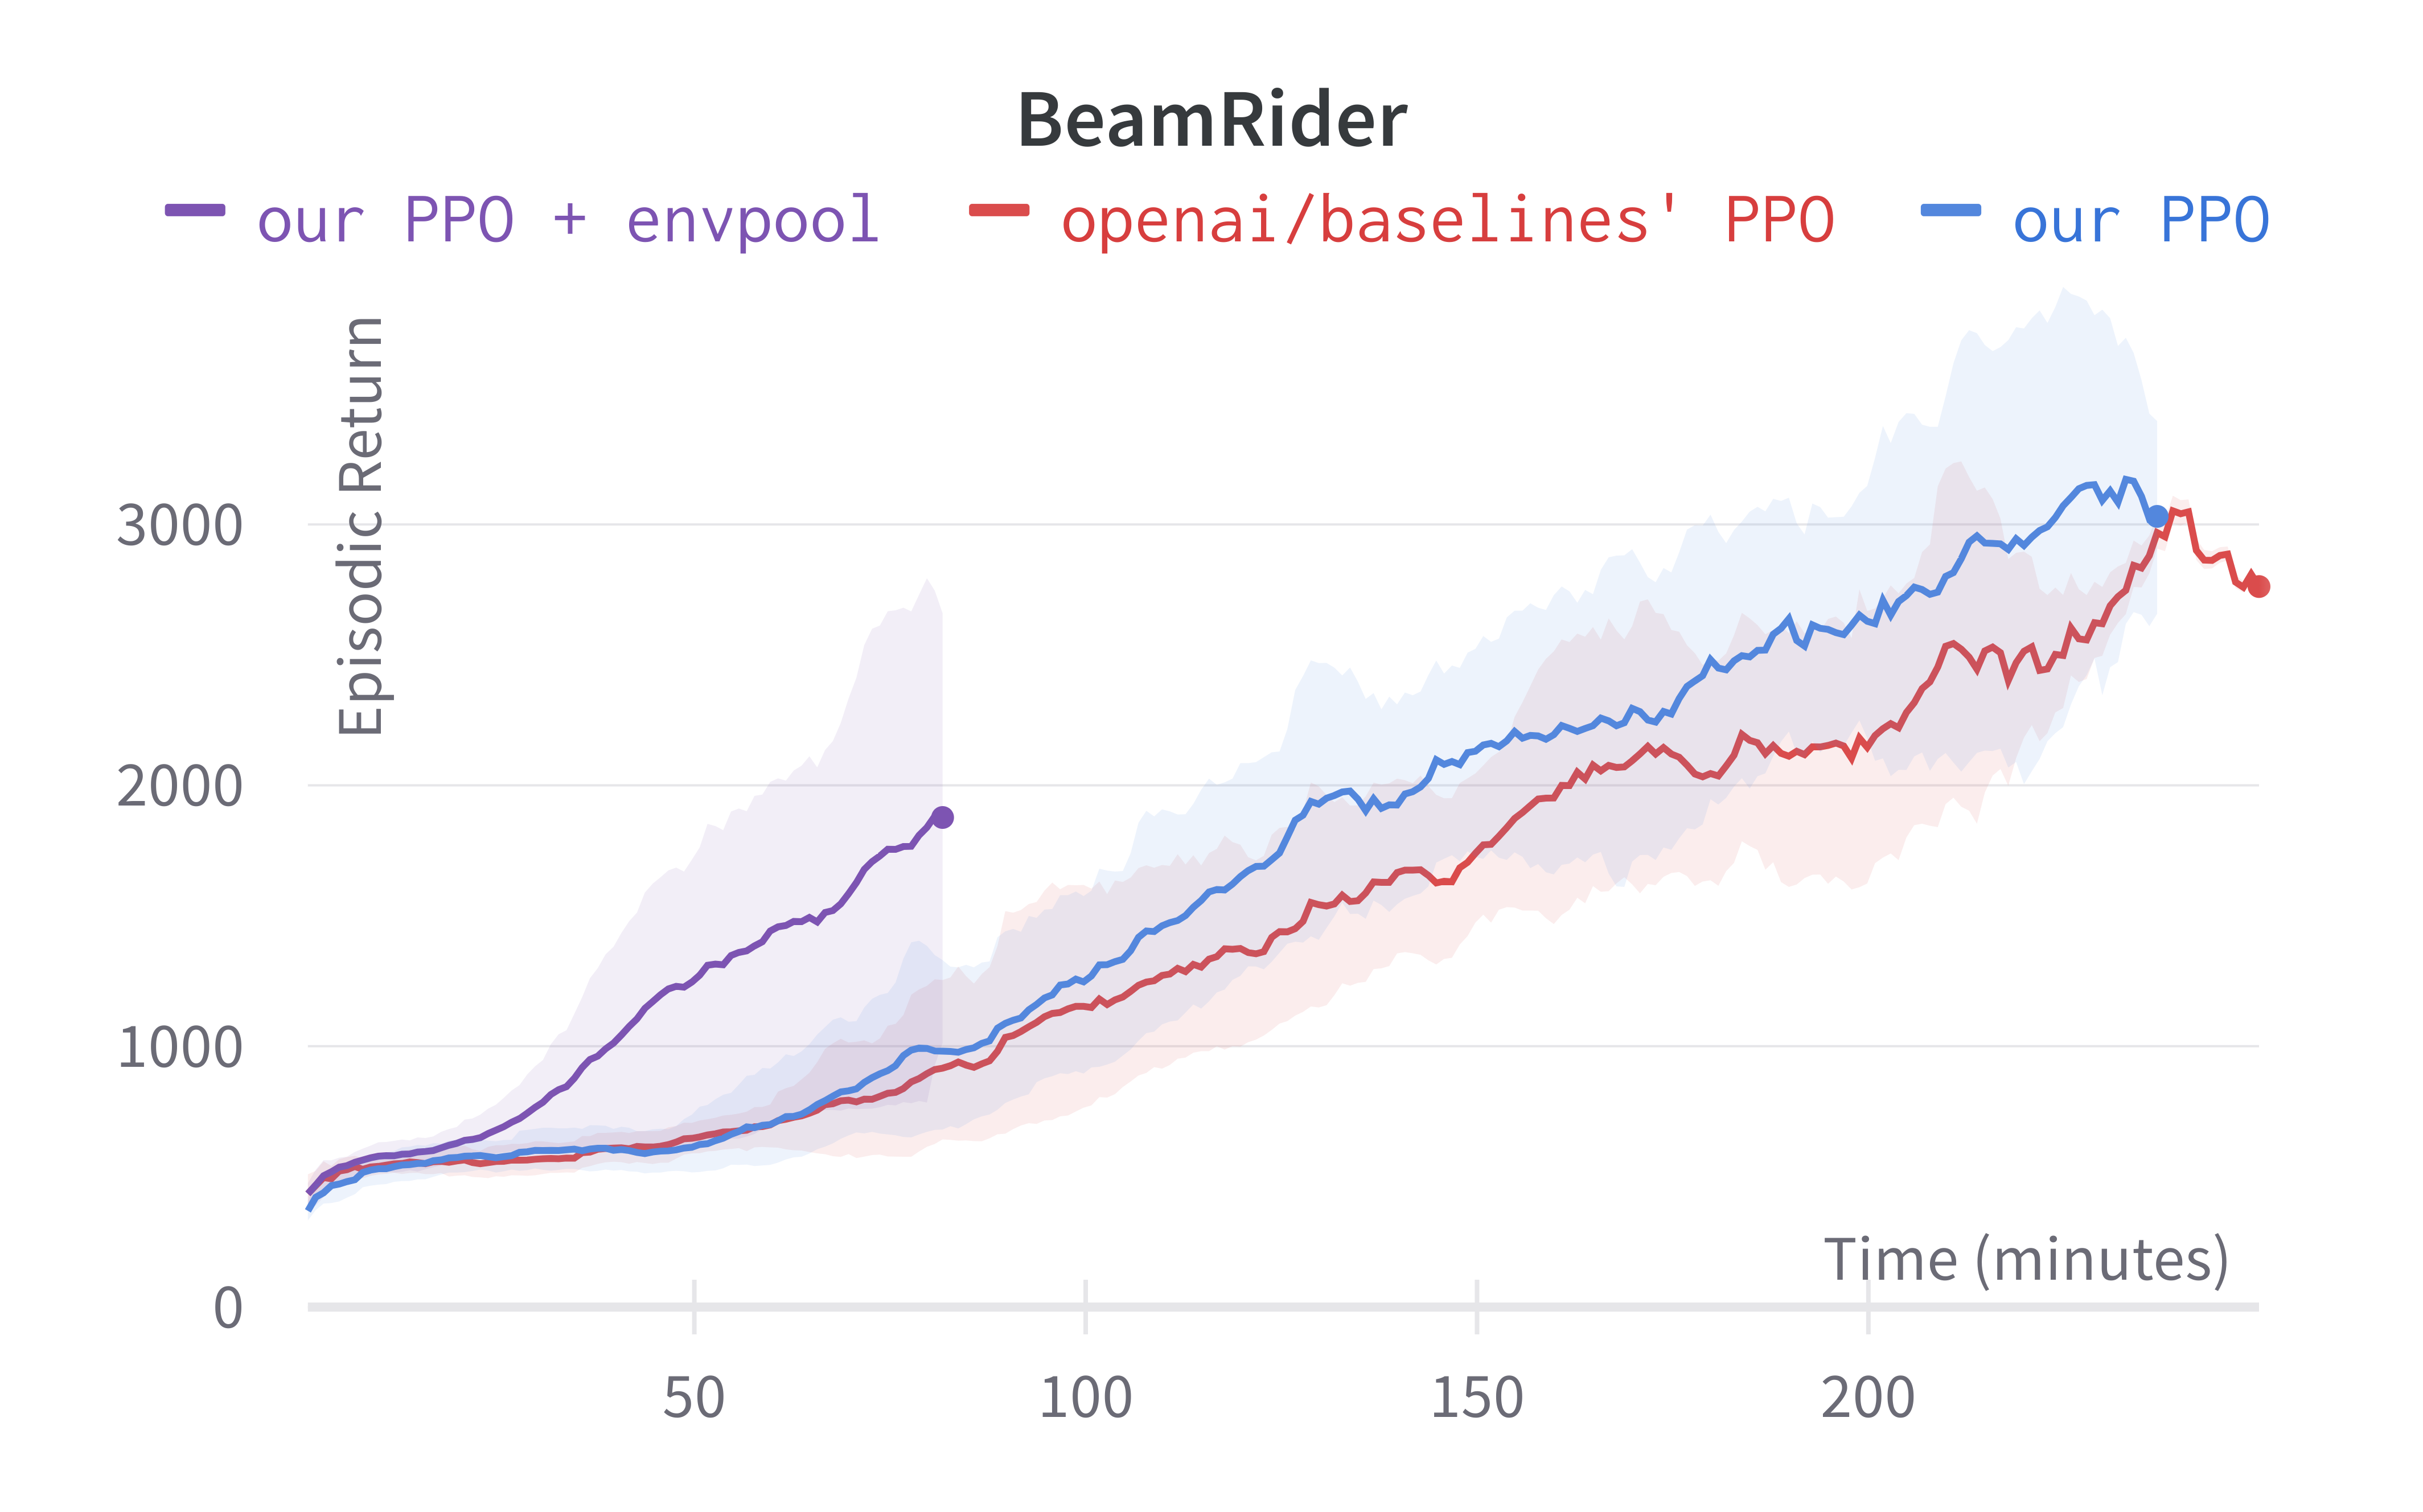 BeamRider
our PPO + envpool openai/baselines' PPO our PPO
Episodic Return
3000
2000
1000
0
Time (minutes)
50 100 150 200